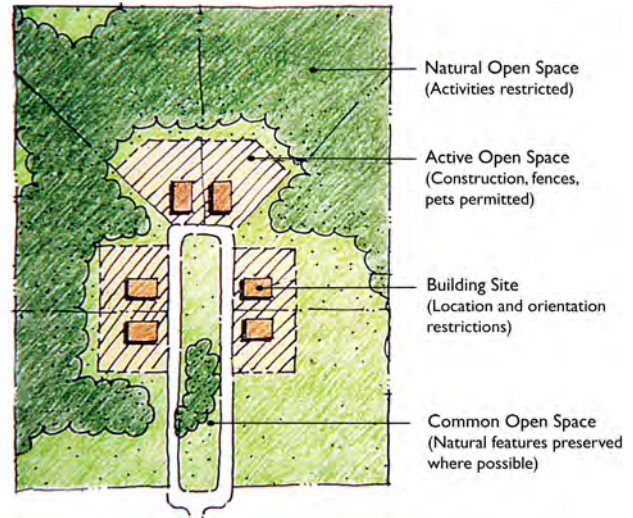 Natural Open Space
(Activities restricted)
Active Open Space
(Construction, fences,
pets permitted)
Building Site
(Location and orientation
restrictions)
Common Open Space
(Natural features preserved
where possible)